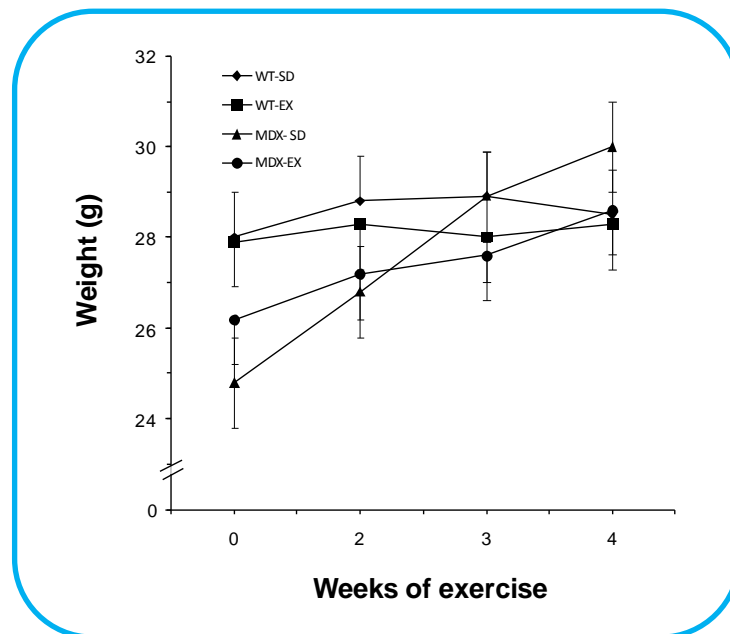 32
30
28
26
24
0
Weight (g)
WT-SD
WT-EX
MDX- SD
MDX-EX
0 2 3 4
Weeks of exercise